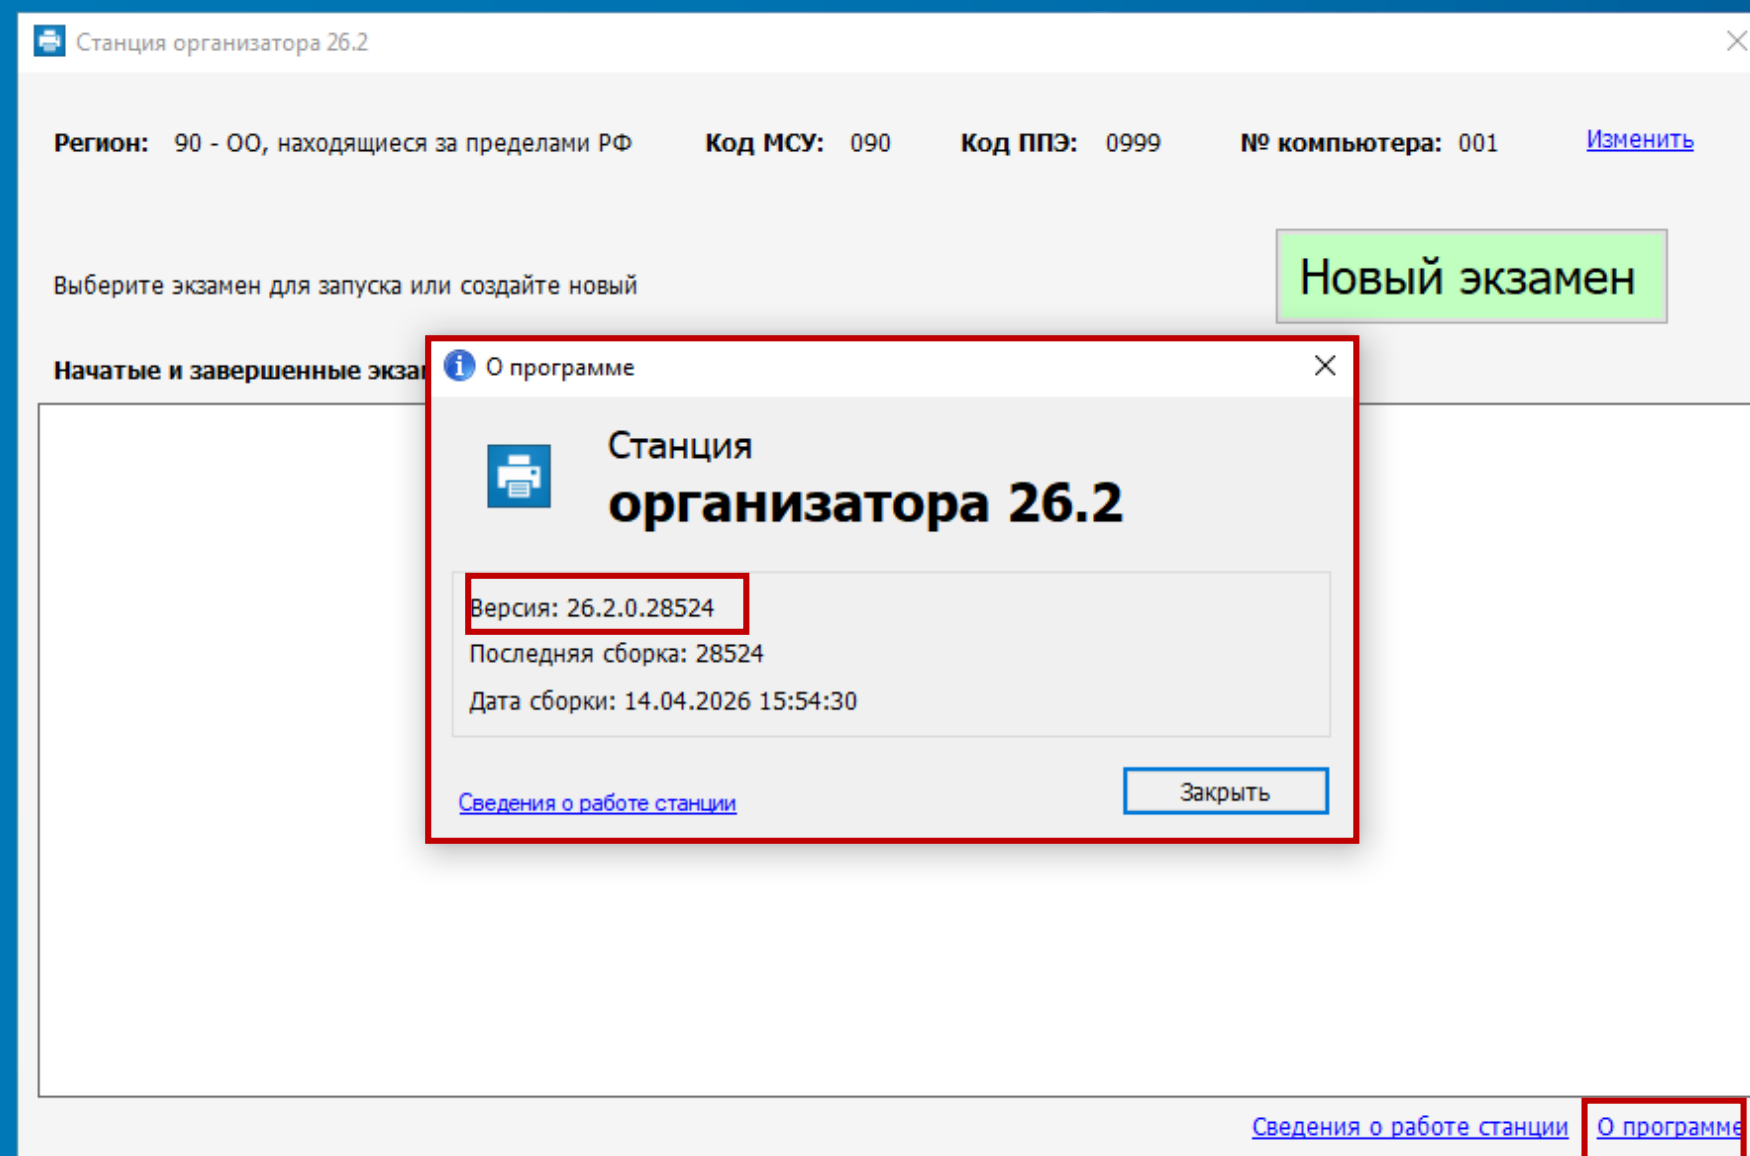 Станция организатора 26.2
Регион: 90 - ОО, находящиеся за пределами РФ Код МСУ: 090 Код ППЭ: 0999 № компьютера: 001 Изменить
Новый экзамен
Выберите экзамен для запуска или создайте новый
Начатые и завершенные
О программе
Станция
организатора 26.2
Версия: 26.2.0.28524
Последняя сборка: 28524
Дата сборки: 14.04.2026 15:54:30
Сведения о работе станции
Закрыть
Сведения о работе станции О программе